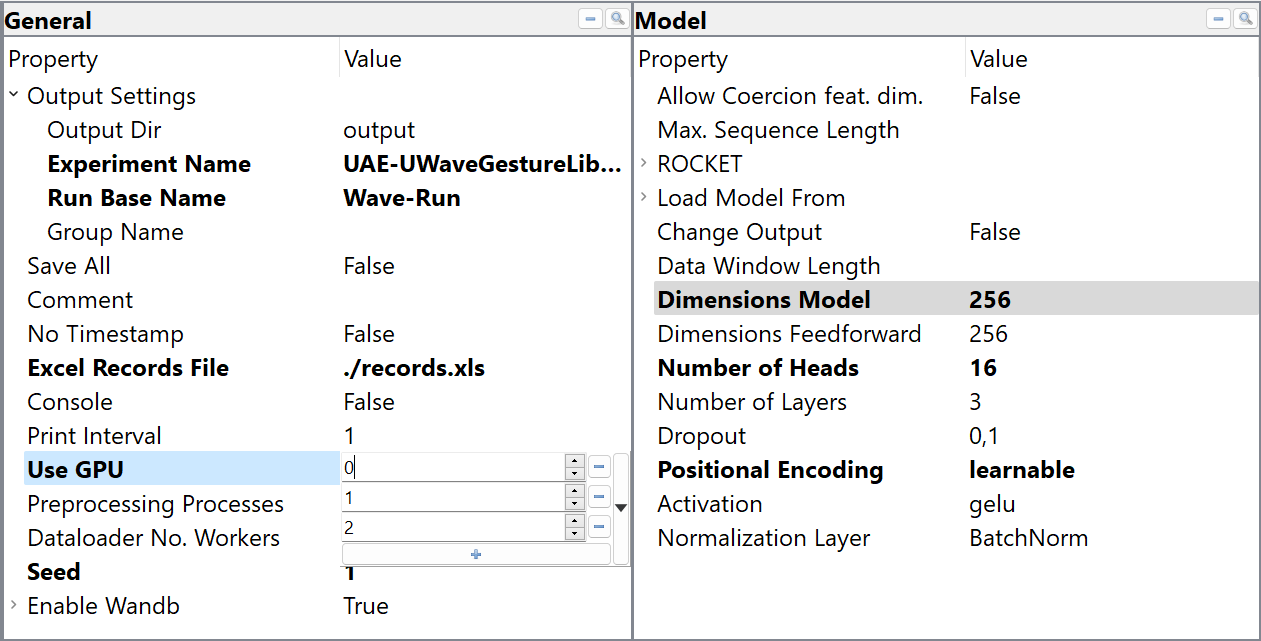 General
Property Value
Output Settings
Output Dir output
Experiment Name UAE-UWaveGestureLib...
Run Base Name Wave-Run
Group Name
Save All False
Comment
No Timestamp False
Excel Records File ./records.xls
Console False
Print Interval 1
Use GPU 0
Preprocessing Processes 1
Dataloader No. Workers 2
Seed 1
Enable Wandb True
Model
Property Value
Allow Coercion feat. dim. False
Max. Sequence Length
ROCKET
Load Model From
Change Output False
Data Window Length
Dimensions Model 256
Dimensions Feedforward 256
Number of Heads 16
Number of Layers 3
Dropout 0,1
Positional Encoding learnable
Activation gelu
Normalization Layer BatchNorm